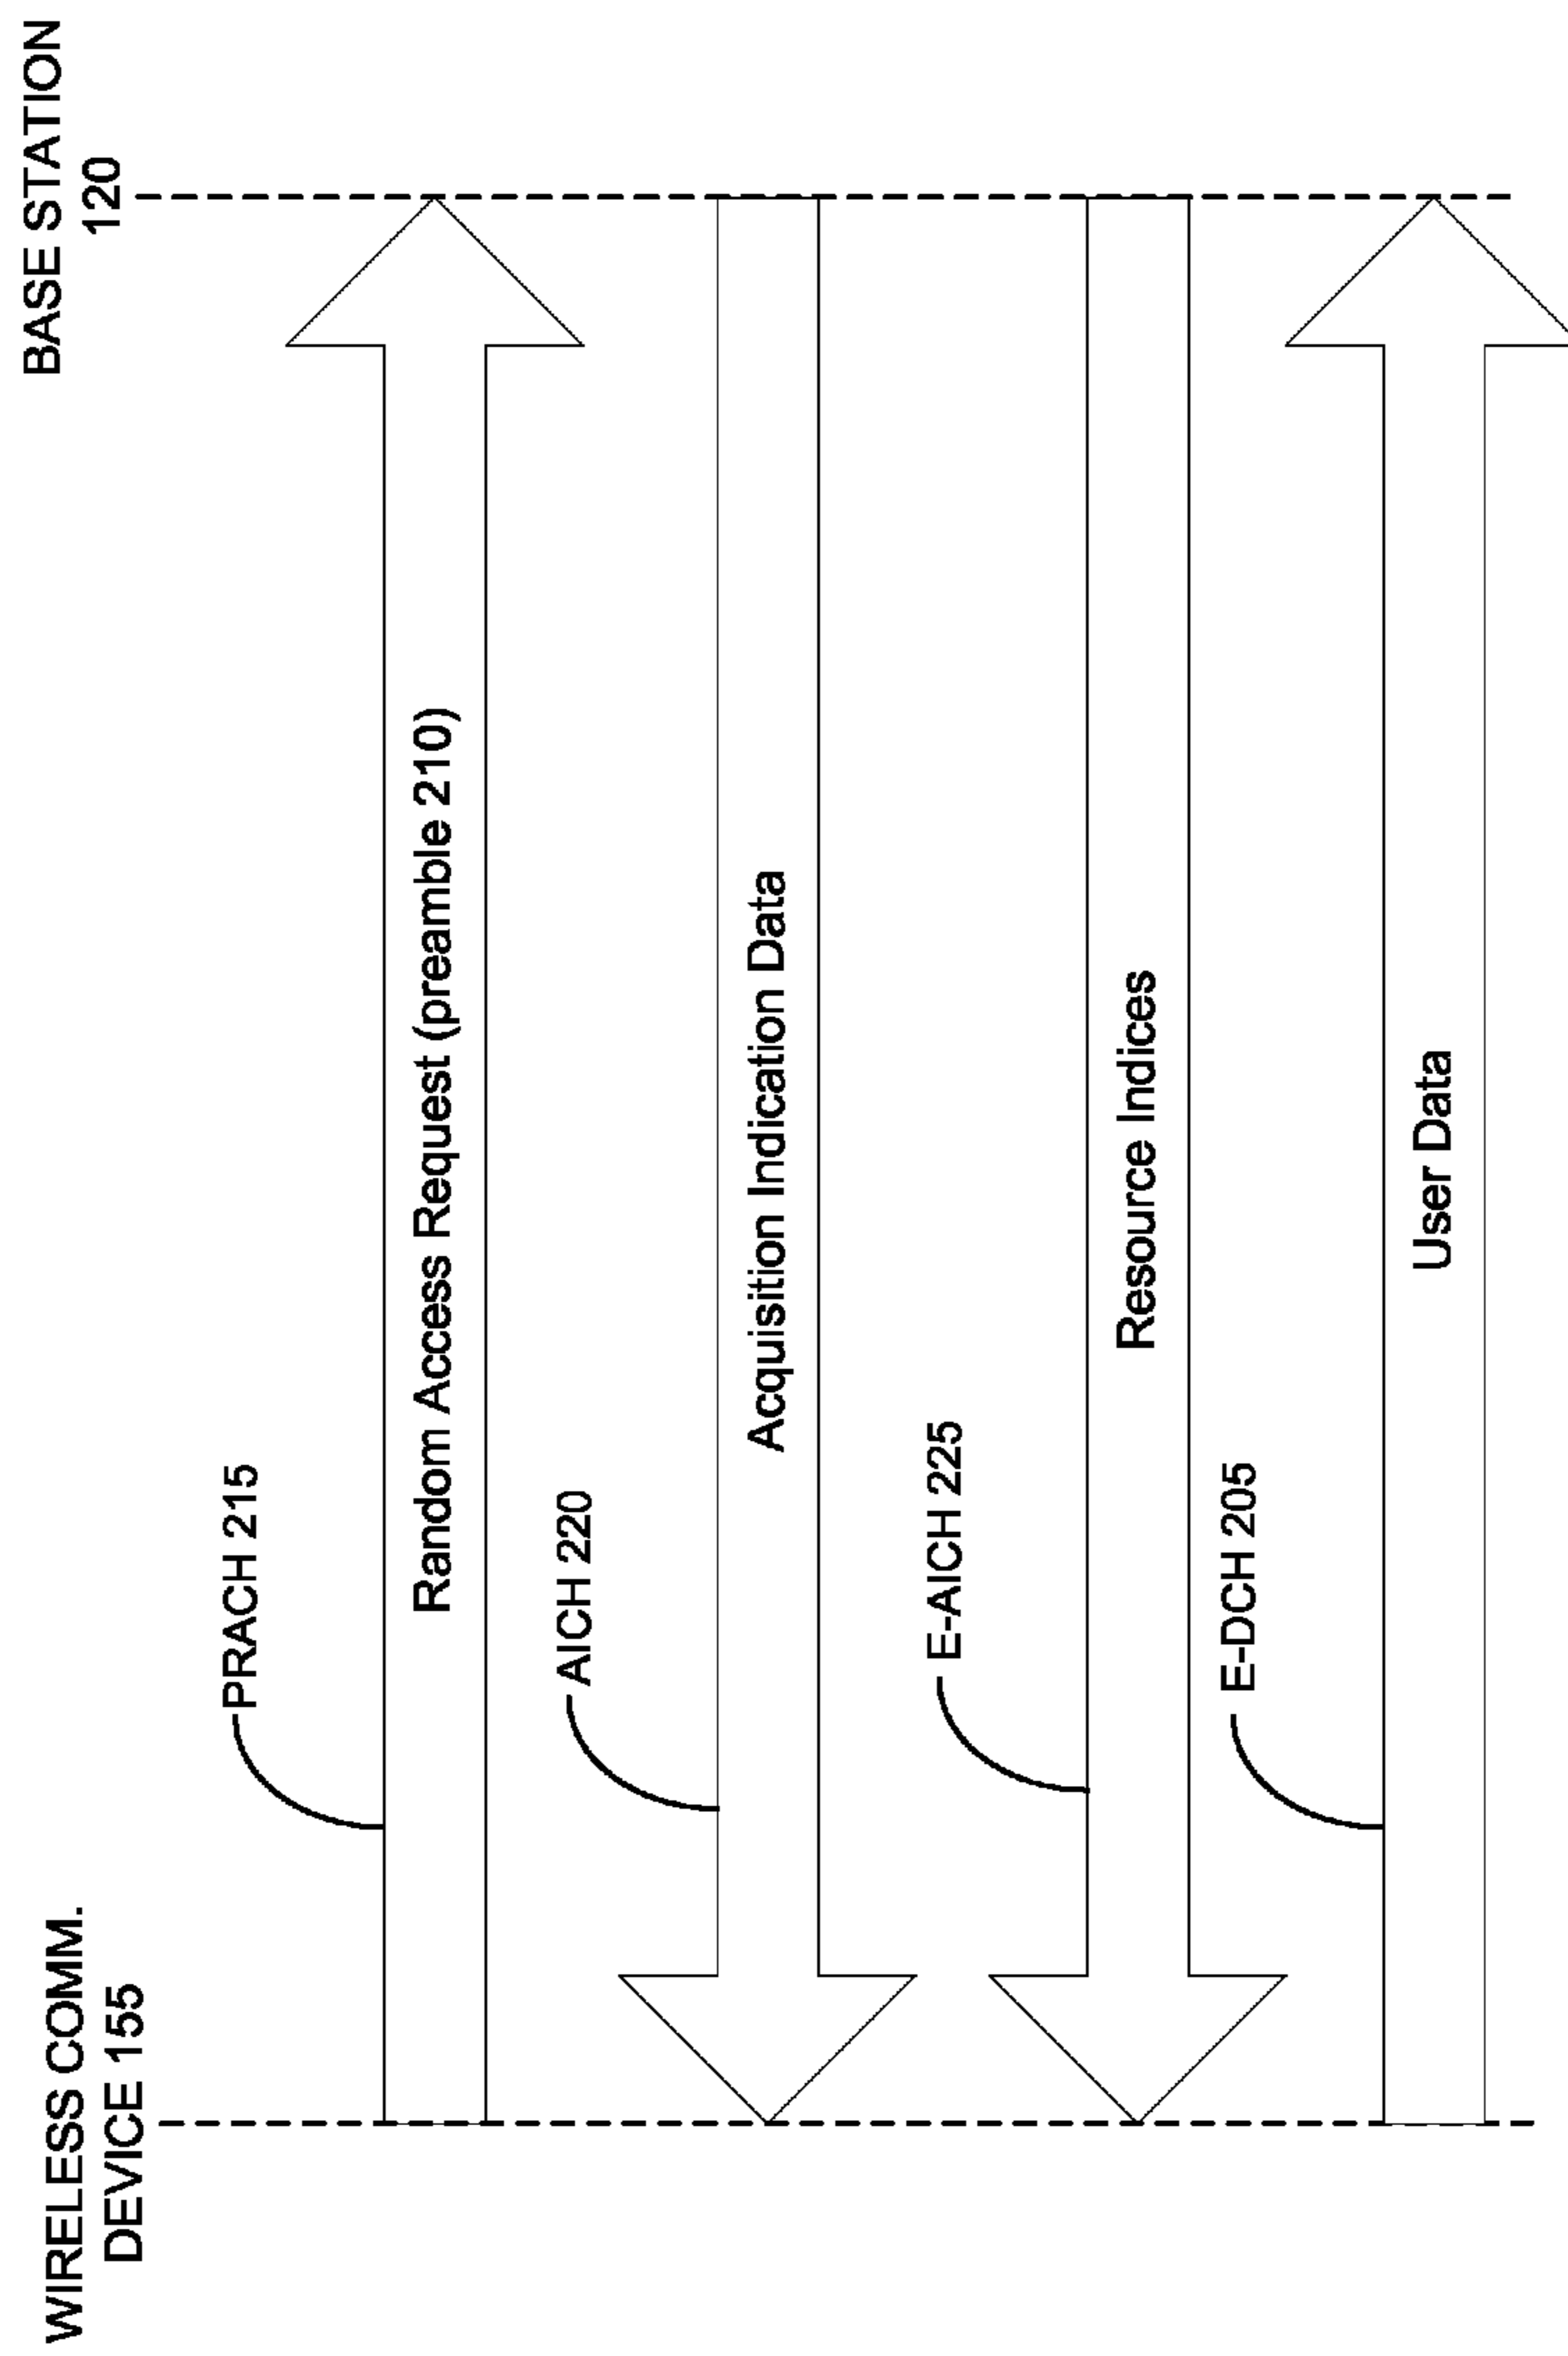 WIRELESS COMM.
DEVICE 155
BASE STATION
120
PRACH 215
Random Access Request (preamble 210)
AICH 220
Acquisition Indication Data
E-AICH 225
Resource Indices
E-DCH 205
User Data